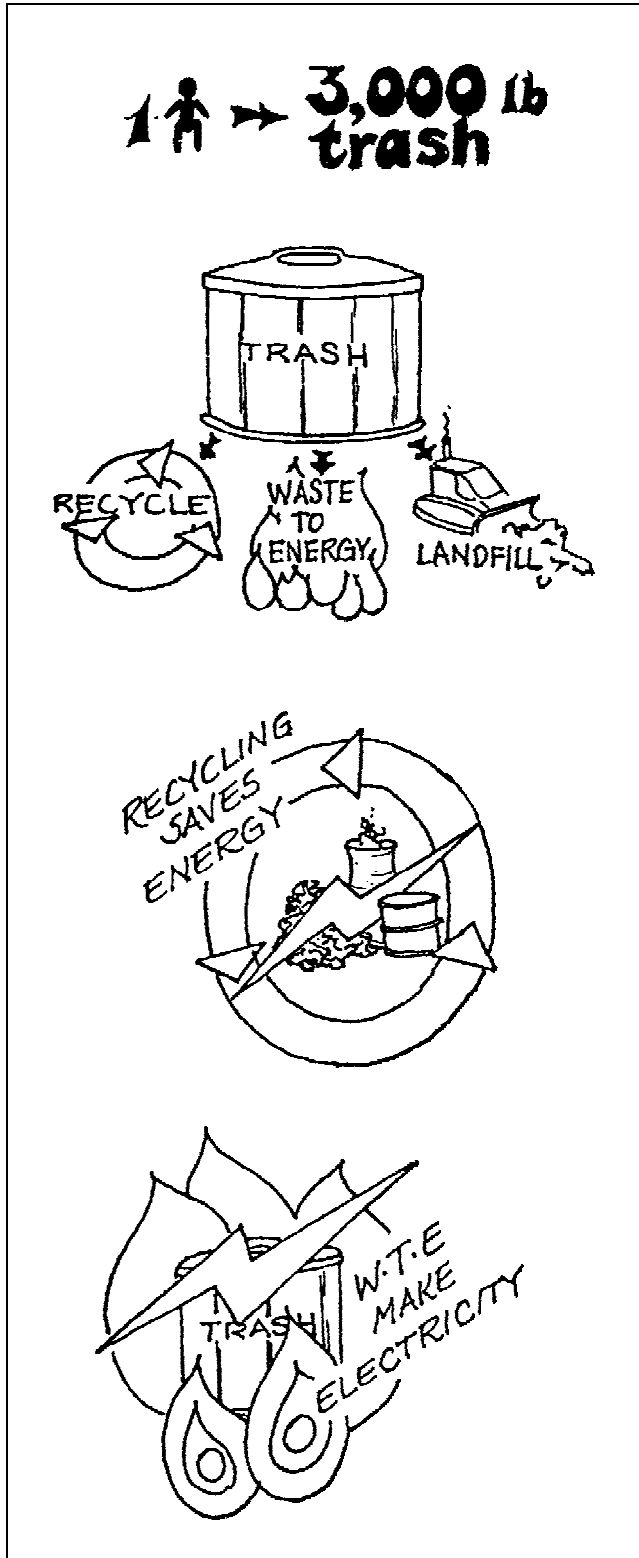 1 3,000 lb
trash
TRASH
RECYCLE
WASTE
TO
ENERGY
LANDFILL
RECYCLING
SAVES
ENERGY
W.T.E
MAKE
ELECTRICITY
TRASH